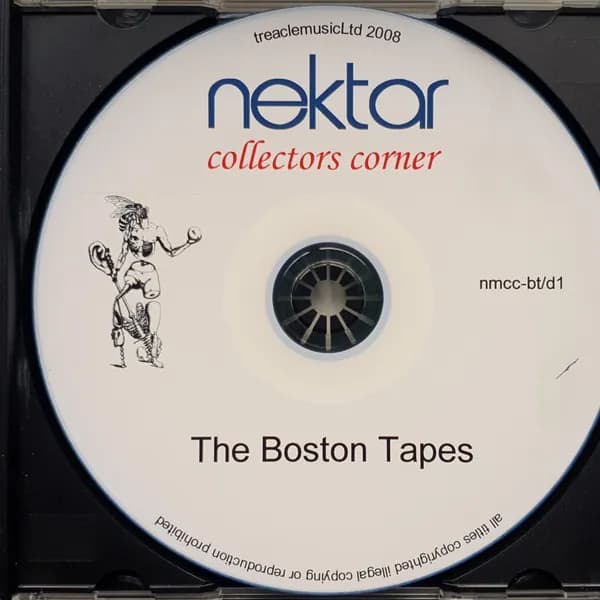 treaclemusicLtd 2008
nektar
collectors corner
nmcc-bt/d1
The Boston Tapes
all titles copyrighted illegal copying or reproduction prohibited